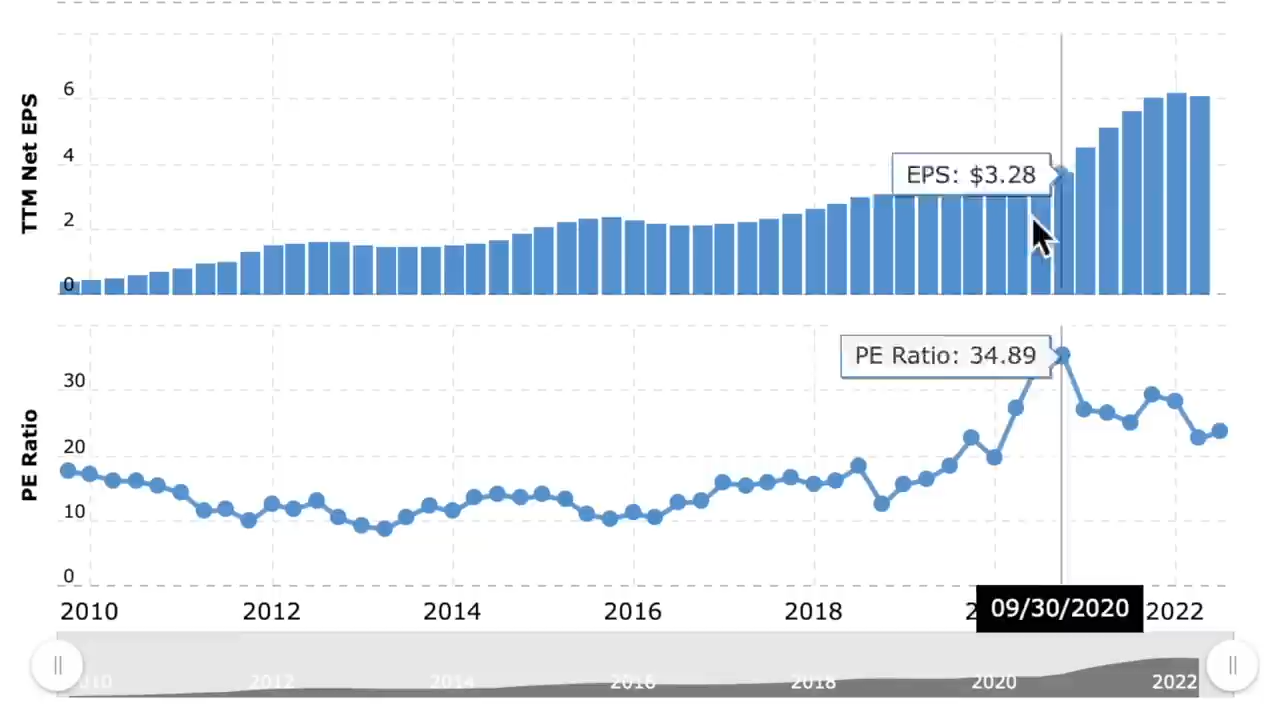 TTM Net EPS
6
4
2
0
EPS: $3.28
PE Ratio
30
20
10
0
PE Ratio: 34.89
2010 2012 2014 2016 2018 2 09/30/2020 2022
2012 2014 2016 2018 2020 2022